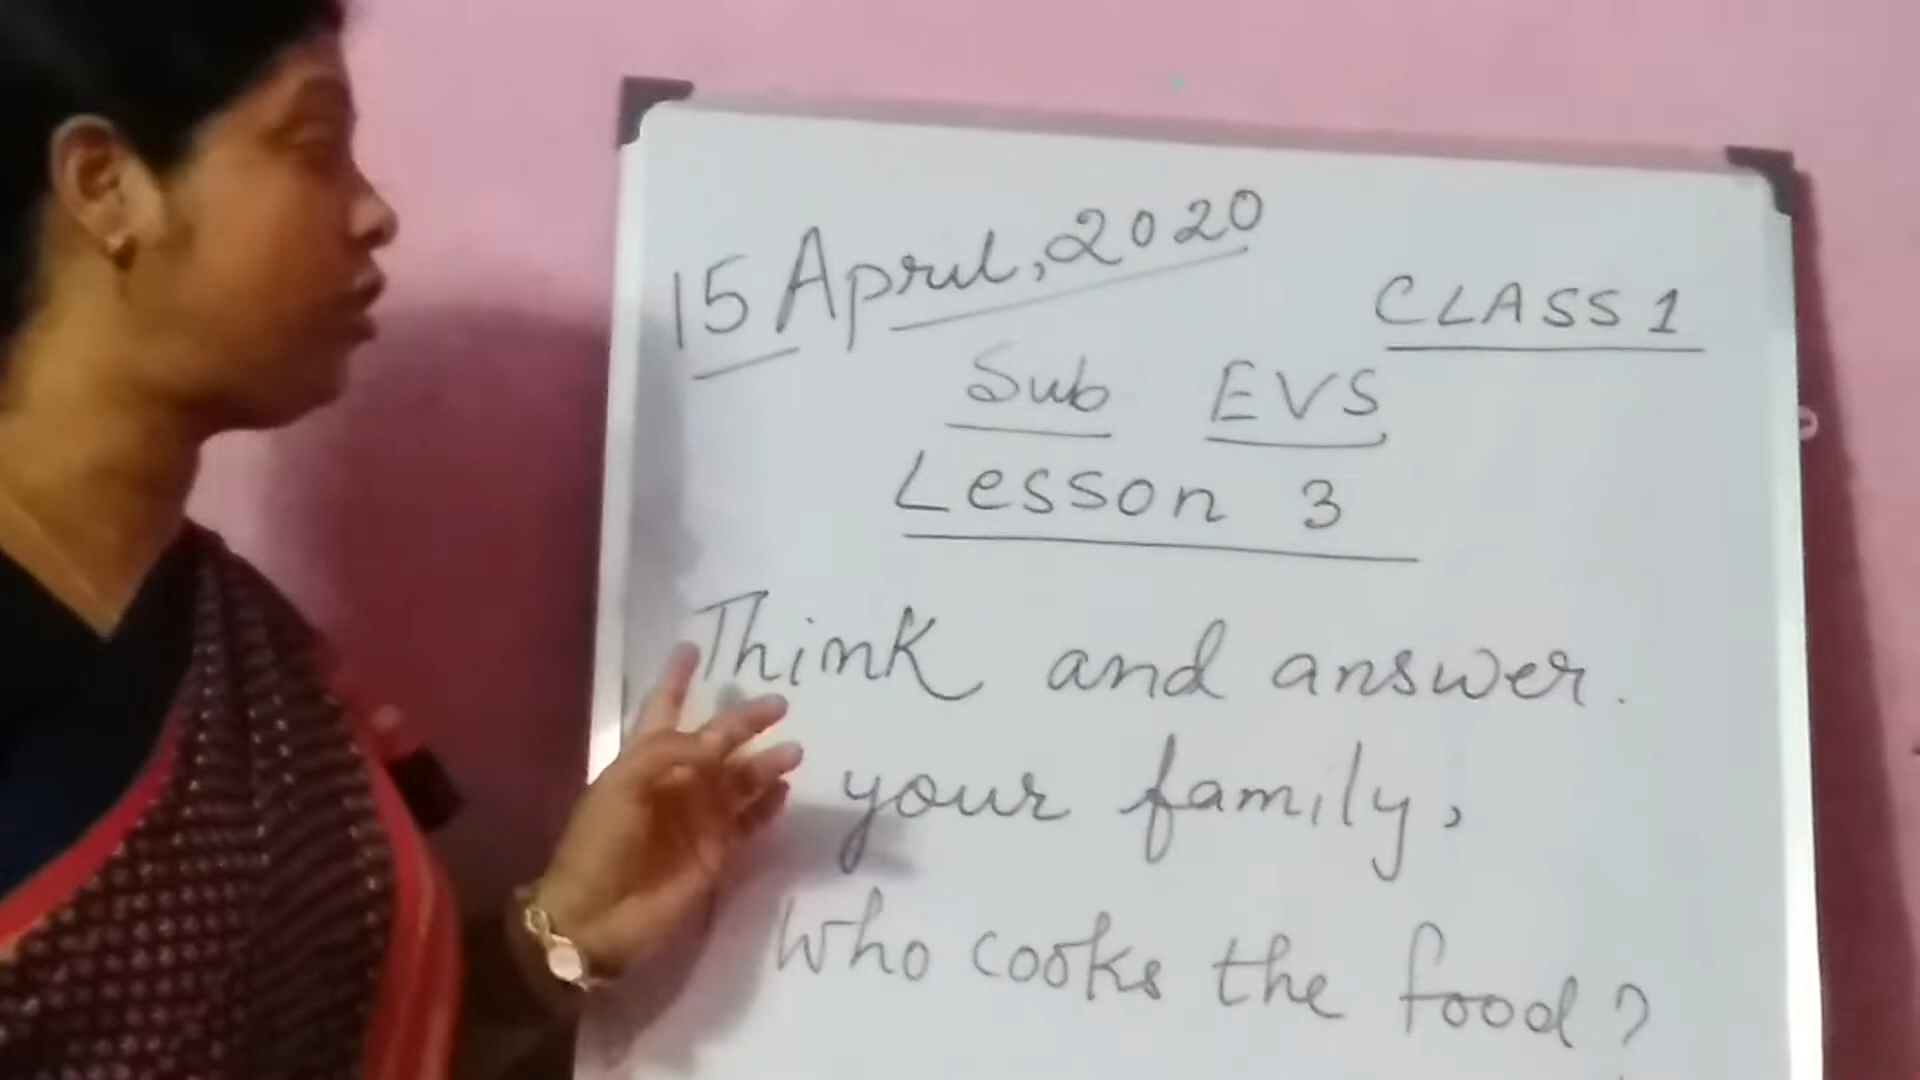 15 April, 2020
CLASS 1
Sub EVS
Lesson 3
Think and answer.
your family,
Who cooks the food?